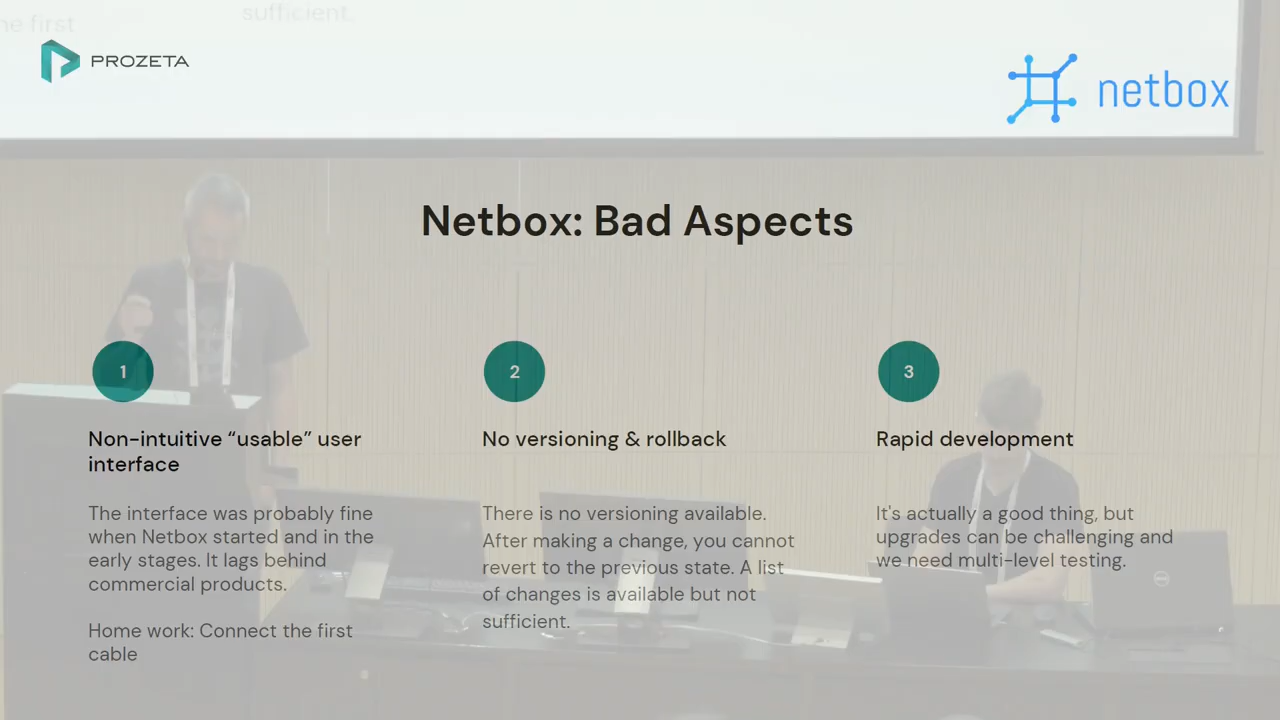 he first
sufficient.
PROZETA
netbox
Netbox: Bad Aspects
1
Non-intuitive “usable” user
interface
The interface was probably fine
when Netbox started and in the
early stages. It lags behind
commercial products.
Home work: Connect the first
cable
2
No versioning & rollback
There is no versioning available.
After making a change, you cannot
revert to the previous state. A list
of changes is available but not
sufficient.
3
Rapid development
It's actually a good thing, but
upgrades can be challenging and
we need multi-level testing.